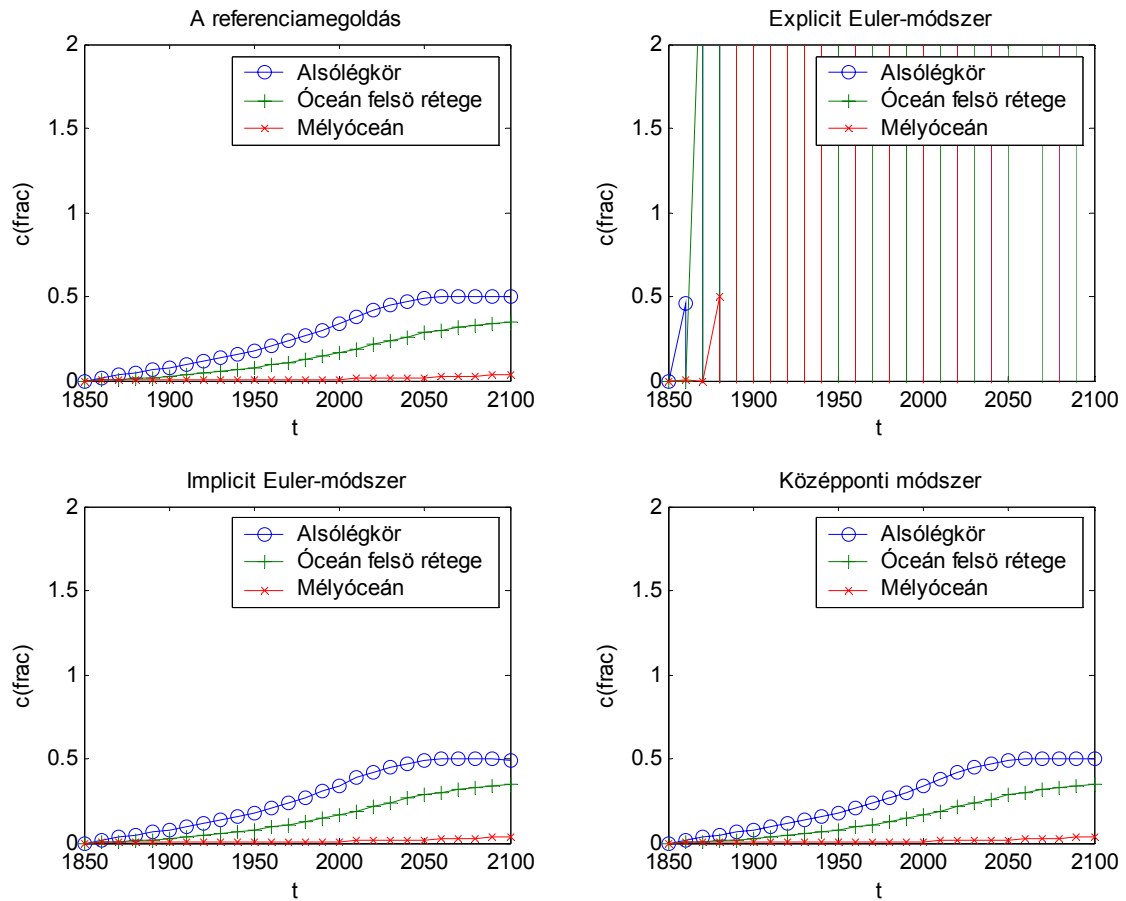 A referenciamegoldás
2
1.5
1
0.5
0
c(frac)
Alsólégkör
Óceán felsö rétege
Mélyóceán
1850 1900 1950 2000 2050 2100
t
Explicit Euler-módszer
2
1.5
1
0.5
0
c(frac)
Alsólégkör
Óceán felsö rétege
Mélyóceán
1850 1900 1950 2000 2050 2100
t
Implicit Euler-módszer
2
1.5
1
0.5
0
c(frac)
Alsólégkör
Óceán felsö rétege
Mélyóceán
1850 1900 1950 2000 2050 2100
t
Középponti módszer
2
1.5
1
0.5
0
c(frac)
Alsólégkör
Óceán felsö rétege
Mélyóceán
1850 1900 1950 2000 2050 2100
t